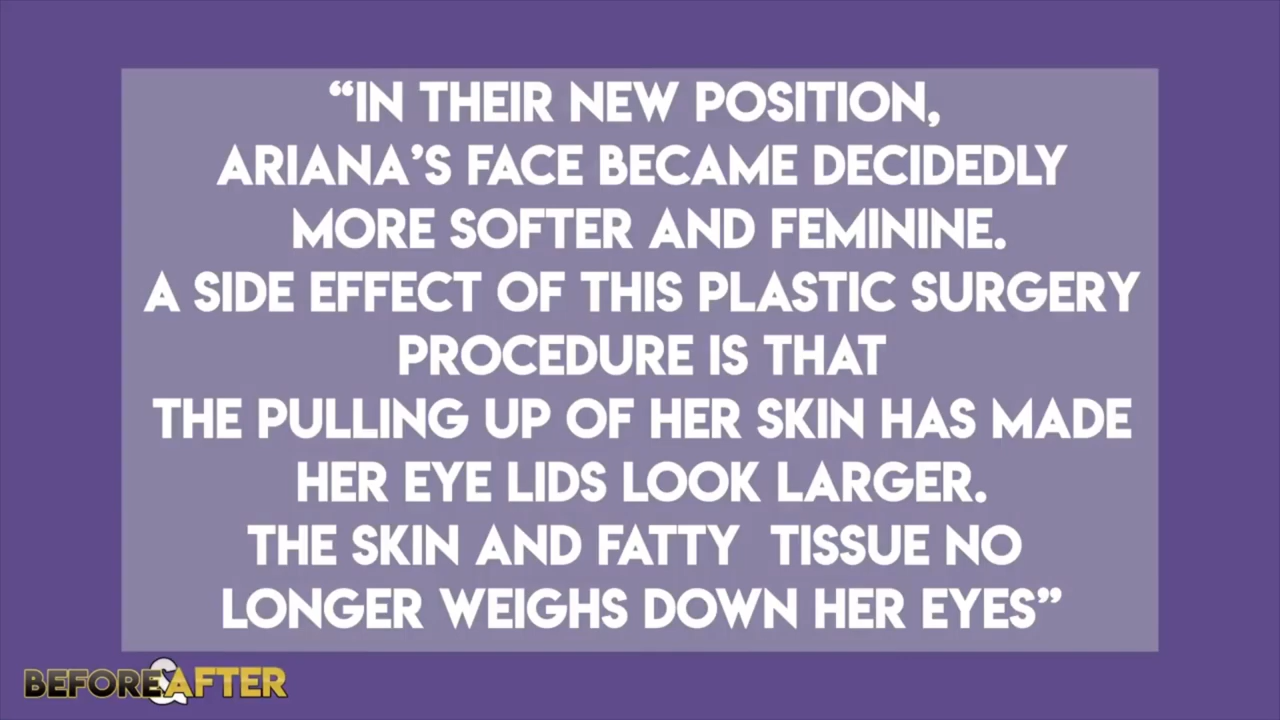 “IN THEIR NEW POSITION,
ARIANA’S FACE BECAME DECIDEDLY
MORE SOFTER AND FEMININE.
A SIDE EFFECT OF THIS PLASTIC SURGERY
PROCEDURE IS THAT
THE PULLING UP OF HER SKIN HAS MADE
HER EYE LIDS LOOK LARGER.
THE SKIN AND FATTY TISSUE NO
LONGER WEIGHS DOWN HER EYES”
BEFORE&AFTER